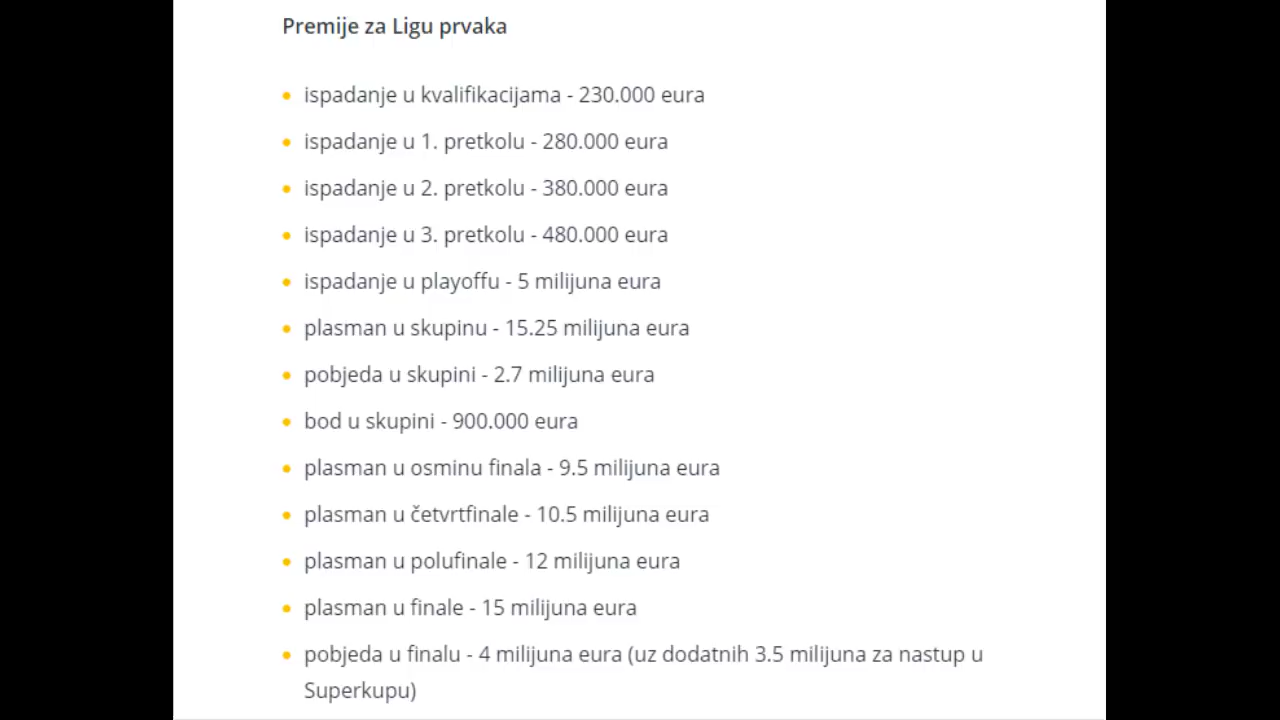 Premije za Ligu prvaka
ispadanje u kvalifikacijama - 230.000 eura
ispadanje u 1. pretkolu - 280.000 eura
ispadanje u 2. pretkolu - 380.000 eura
ispadanje u 3. pretkolu - 480.000 eura
ispadanje u playoffu - 5 milijuna eura
plasman u skupinu - 15.25 milijuna eura
pobjeda u skupini - 2.7 milijuna eura
bod u skupini - 900.000 eura
plasman u osminu finala - 9.5 milijuna eura
plasman u četvrtfinale - 10.5 milijuna eura
plasman u polufinale - 12 milijuna eura
plasman u finale - 15 milijuna eura
pobjeda u finalu - 4 milijuna eura (uz dodatnih 3.5 milijuna za nastup u
Superkupu)